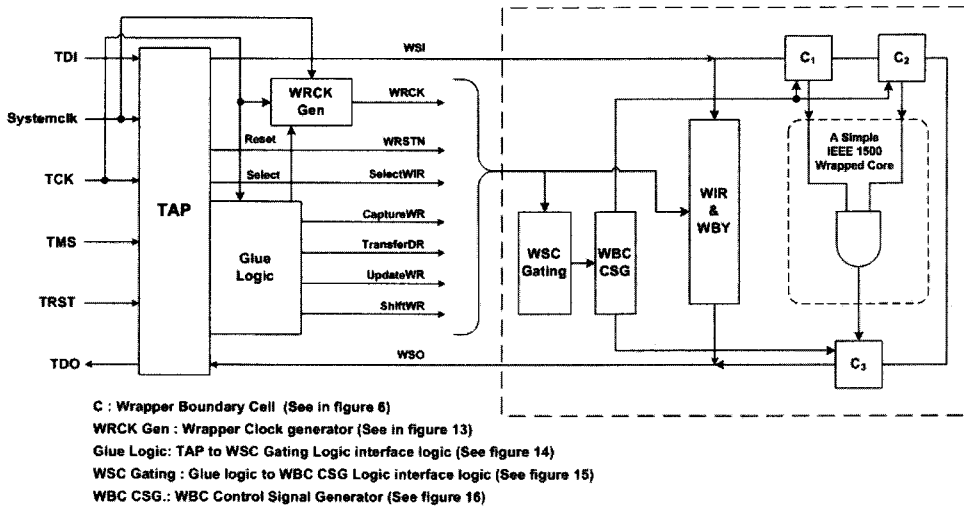 TDI
Systemclk
TCK
TMS
TRST
TDO
TAP
WRCK
Gen
Reset
Select
Glue
Logic
WSI
WRCK
WRSTN
SelectWIR
CaptureWR
TransferDR
UpdateWR
ShiftWR
WSO
WSC
Gating
WBC
CSG
WIR
&
WBY
C1
C2
A Simple
IEEE 1500
Wrapped Core
C3
C : Wrapper Boundary Cell (See in figure 6)
WRCK Gen : Wrapper Clock generator (See in figure 13)
Glue Logic: TAP to WSC Gating Logic interface logic (See figure 14)
WSC Gating : Glue logic to WBC CSG Logic interface logic (See figure 15)
WBC CSG.: WBC Control Signal Generator (See figure 16)